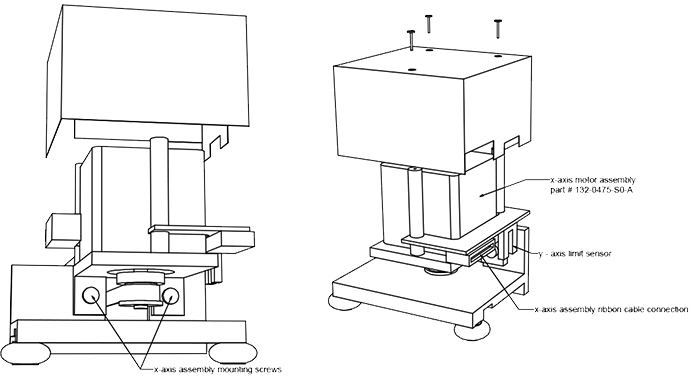 x-axis motor assembly
part # 132-0475-S0-A
y - axis limit sensor
x-axis assembly ribbon cable connection
x-axis assembly mounting screws